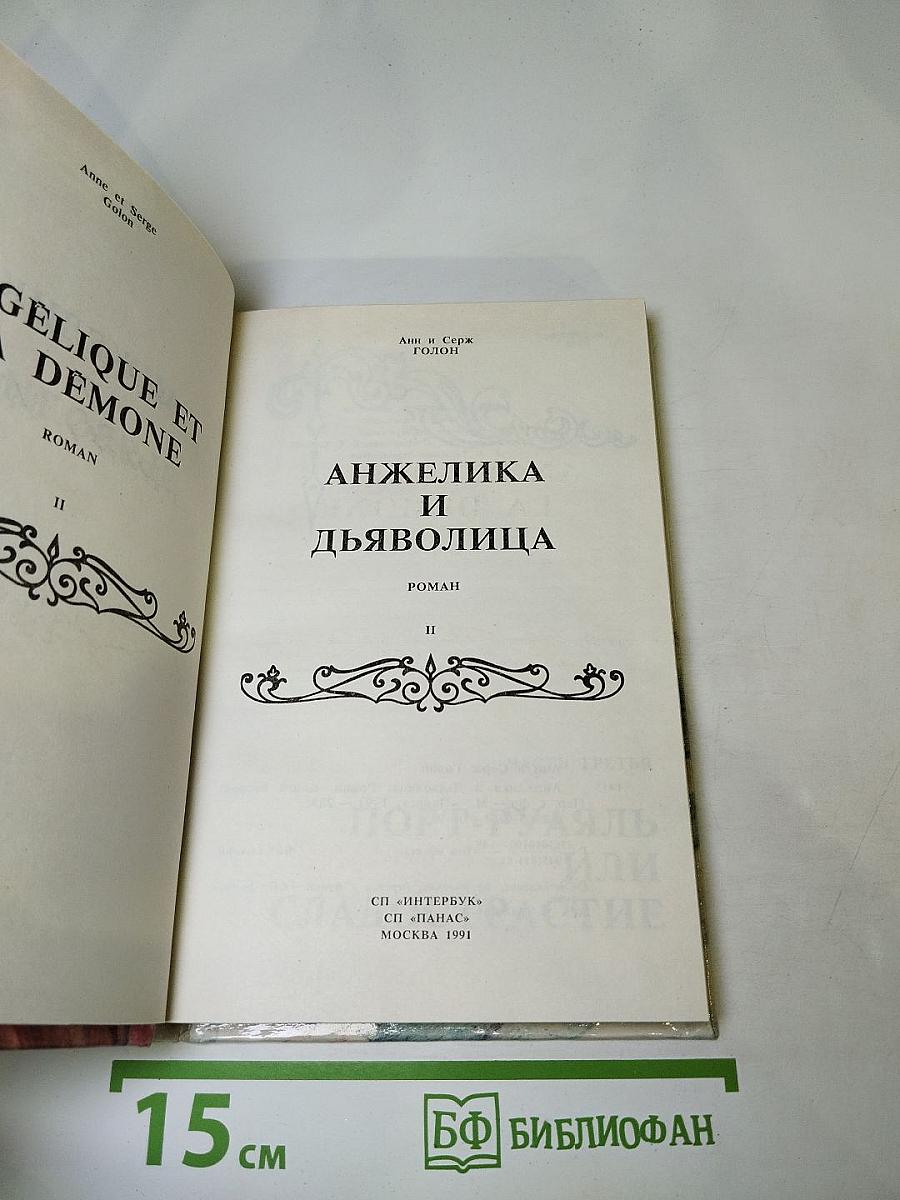 Anne et Serge
Golon
GÉLIQUE ET
DÉMONE
ROMAN
II
Анн и Серж
ГОЛОН
АНЖЕЛИКА
И
ДЬЯВОЛИЦА
РОМАН
II
СП «ИНТЕРБУК»
СП «ПАНАС»
МОСКВА 1991
15 см
БФ БИБЛИОФАН